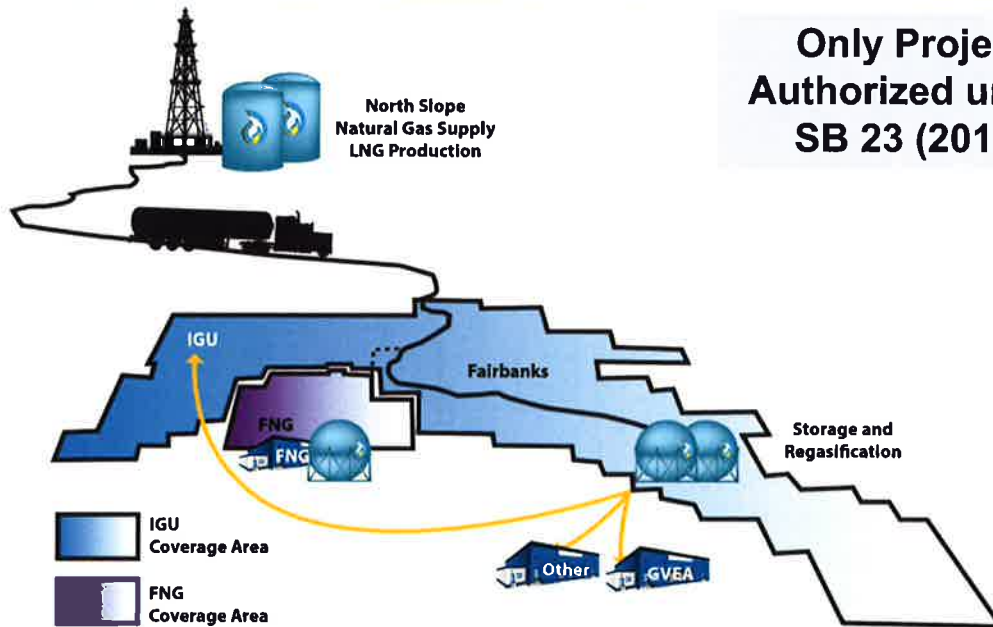 Only Proje
Authorized u
SB 23 (201
North Slope
Natural Gas Supply
LNG Production
IGU
Fairbanks
FNG
FNG
Storage and
Regasification
Other
GVEA
IGU
Coverage Area
FNG
Coverage Area